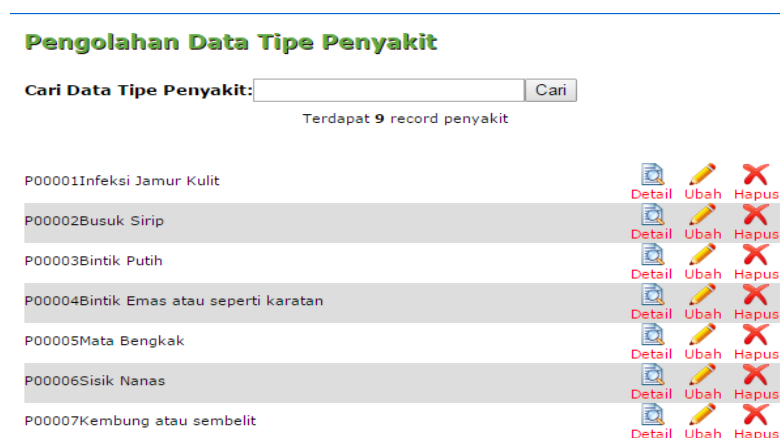 Pengolahan Data Tipe Penyakit
Cari Data Tipe Penyakit: Cari
Terdapat 9 record penyakit
P00001Infeksi Jamur Kulit
Detail Ubah Hapus
P00002Busuk Sirip
Detail Ubah Hapus
P00003Bintik Putih
Detail Ubah Hapus
P00004Bintik Emas atau seperti karatan
Detail Ubah Hapus
P00005Mata Bengkak
Detail Ubah Hapus
P00006Sisik Nanas
Detail Ubah Hapus
P00007Kembung atau sembelit
Detail Ubah Hapus